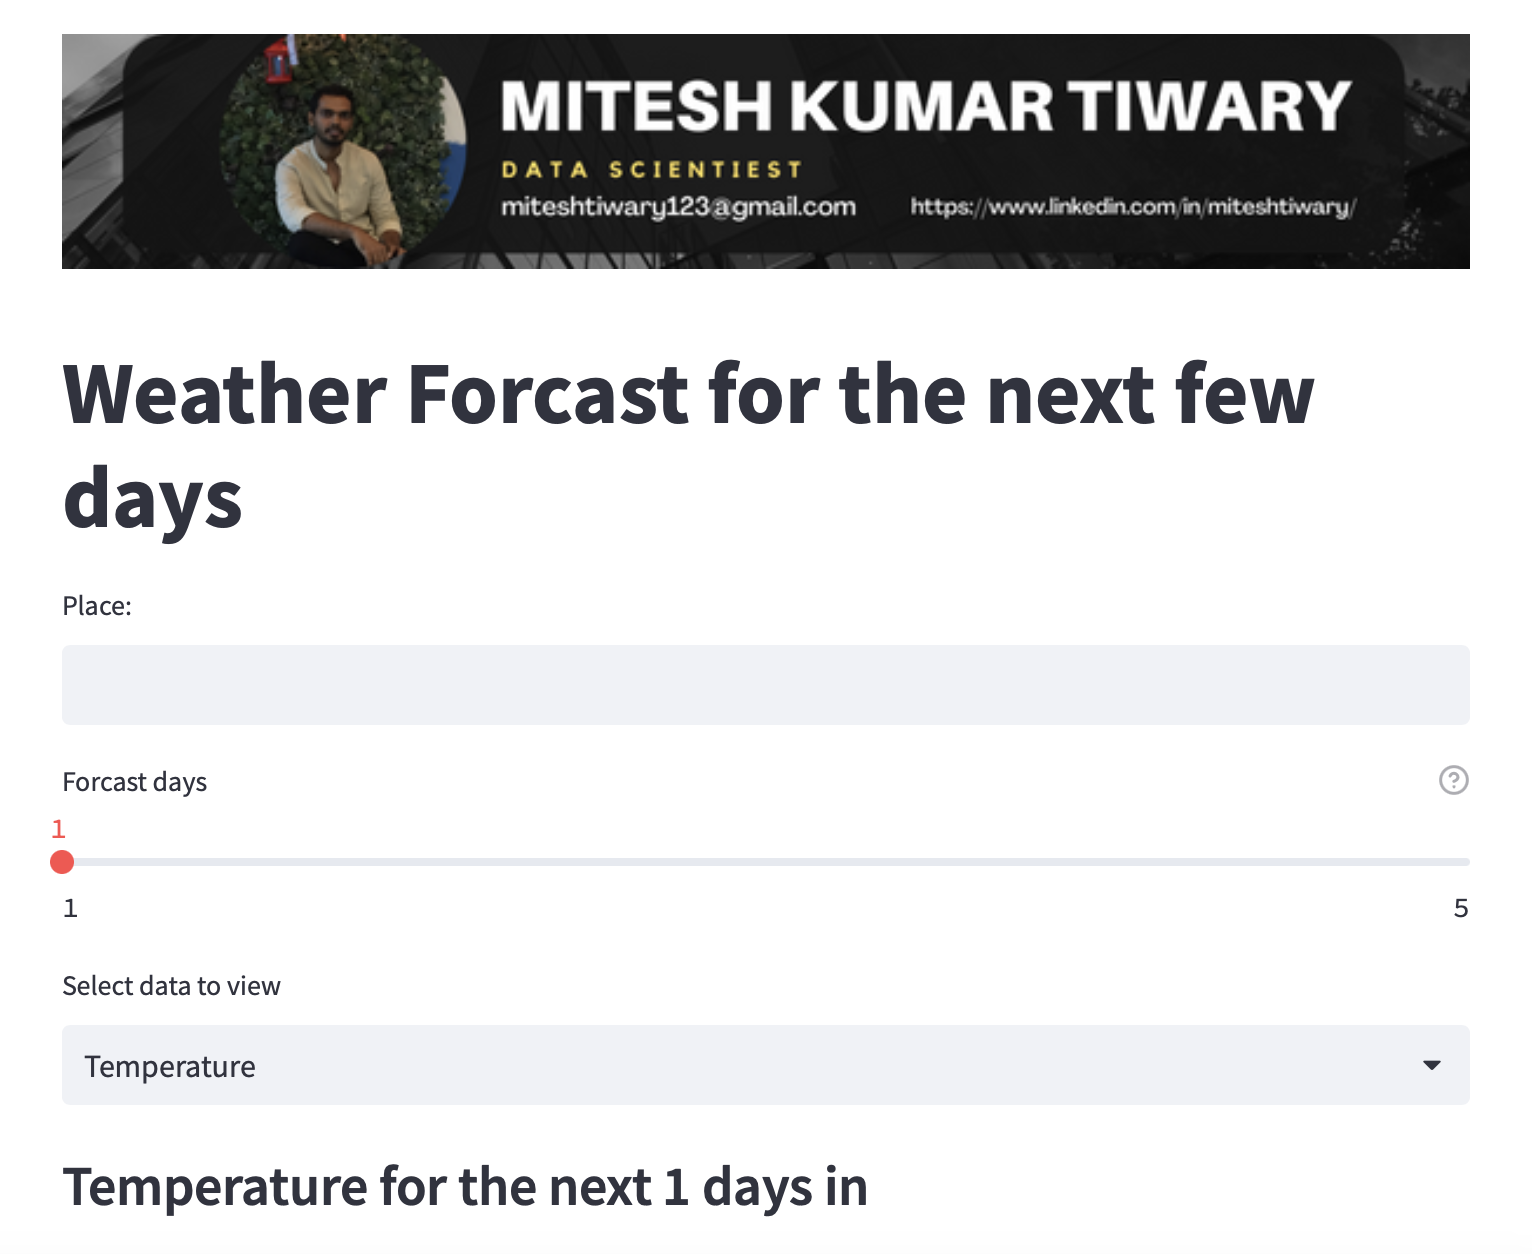 MITESH KUMAR TIWARY
DATA SCIENTIEST
miteshtiwary123@gmail.com https://www.linkedin.com/in/miteshtiwary/
Weather Forcast for the next few
days
Place:
Forcast days
?
1
1 5
Select data to view
Temperature
Temperature for the next 1 days in